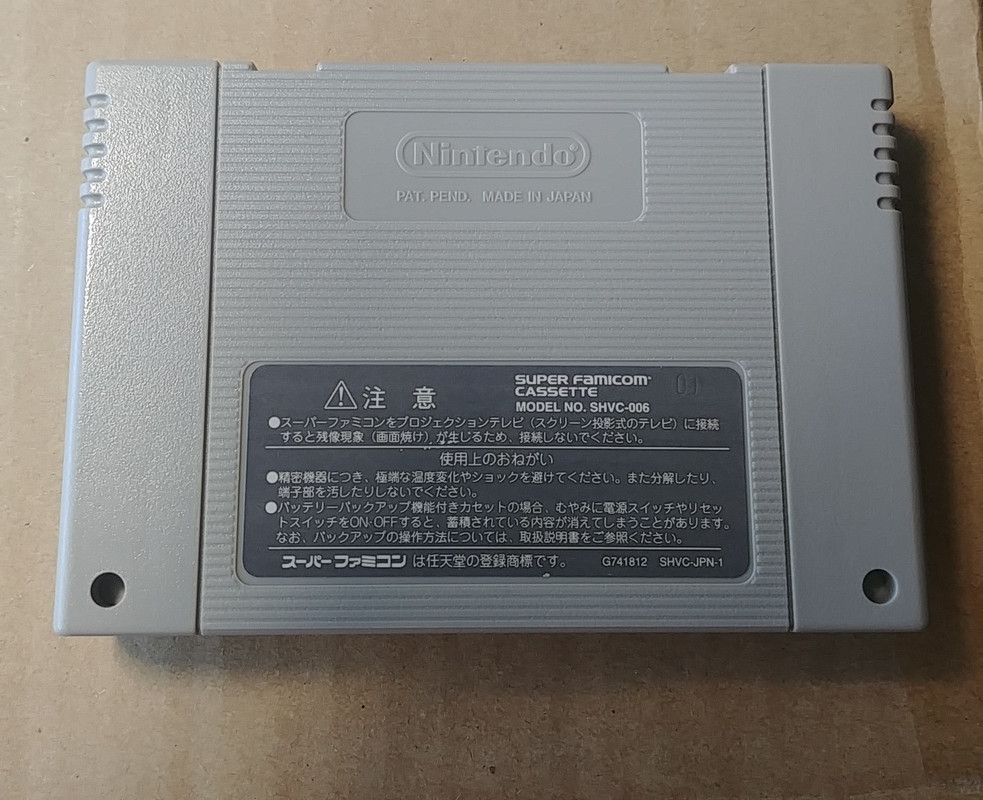 Nintendo®
PAT. PEND. MADE IN JAPAN
注 意
SUPER FAMICOM
CASSETTE
MODEL NO. SHVC-006
01
●スーパーファミコンをプロジェクションテレビ(スクリーン投影式のテレビ)に接続
すると残像現象(画面焼け)が生じるため、接続しないでください。
使用上のおねがい
●精密機器につき、極端な温度変化やショックを避けてください。また分解したり、
端子部を汚したりしないでください。
●バッテリーバックアップ機能付きカセットの場合、むやみに電源スイッチやリセッ
トスイッチをON·OFFすると、蓄積されている内容が消えてしまうことがあります。
なお、バックアップの操作方法については、取扱説明書をご参照ください。
スーパーファミコン は任天堂の登録商標です。 G741812 SHVC-JPN-1